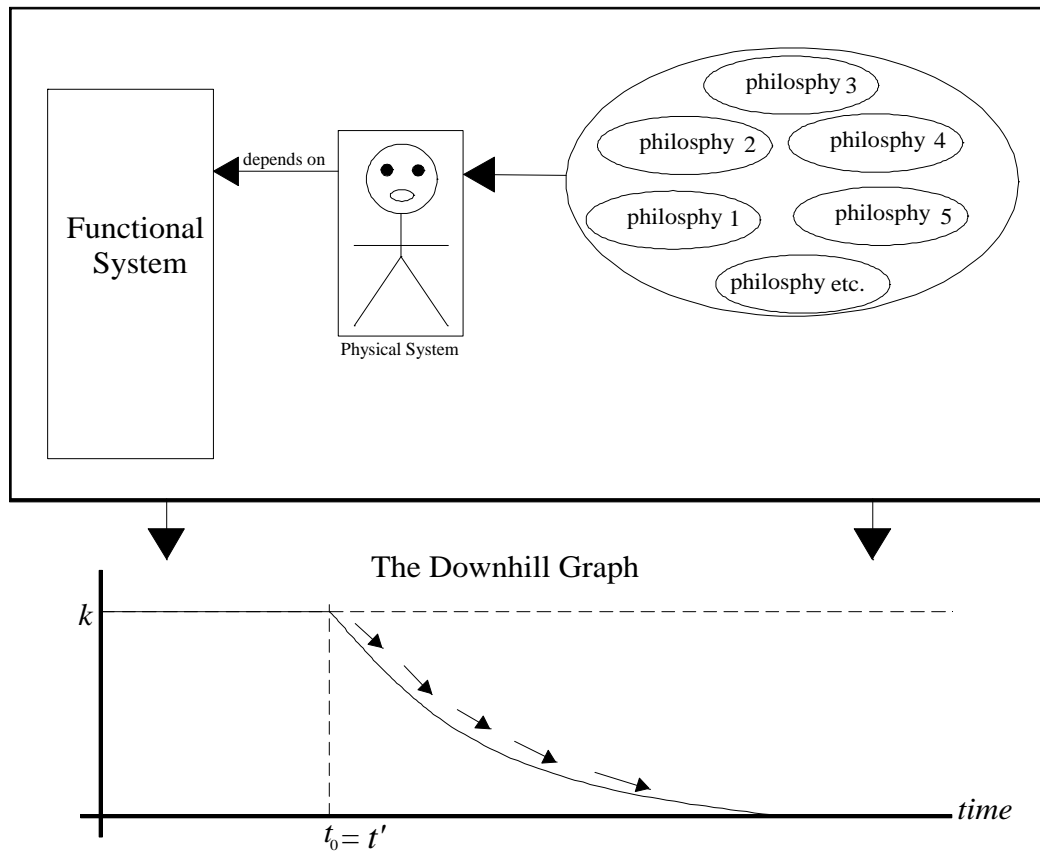 philosphy 3
philosphy 2
philosphy 4
depends on
Functional
System
philosphy 1
philosphy 5
philosphy etc.
Physical System
The Downhill Graph
k
time
t₀ = t′